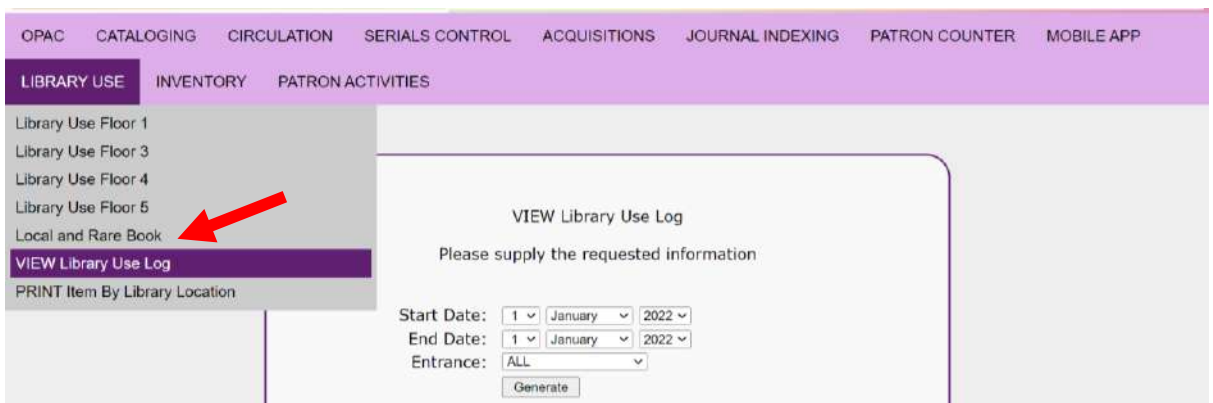 OPAC CATALOGING CIRCULATION SERIALS CONTROL ACQUISITIONS JOURNAL INDEXING PATRON COUNTER MOBILE APP
LIBRARY USE INVENTORY PATRON ACTIVITIES
Library Use Floor 1
Library Use Floor 3
Library Use Floor 4
Library Use Floor 5
Local and Rare Book
VIEW Library Use Log
PRINT Item By Library Location
VIEW Library Use Log
Please supply the requested information
Start Date: 1 January 2022
End Date: 1 January 2022
Entrance: ALL
Generate